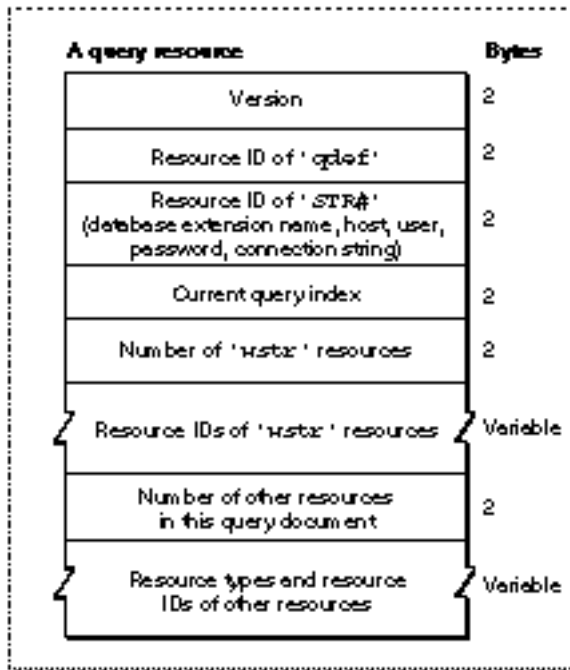 A query resource Bytes
Version 2
Resource ID of 'qdef' 2
Resource ID of 'STR#'
(database extension name, host, user,
password, connection string) 2
Current query index 2
Number of 'wstr' resources 2
Resource IDs of 'wstr' resources Variable
Number of other resources
in this query document 2
Resource types and resource
IDs of other resources Variable